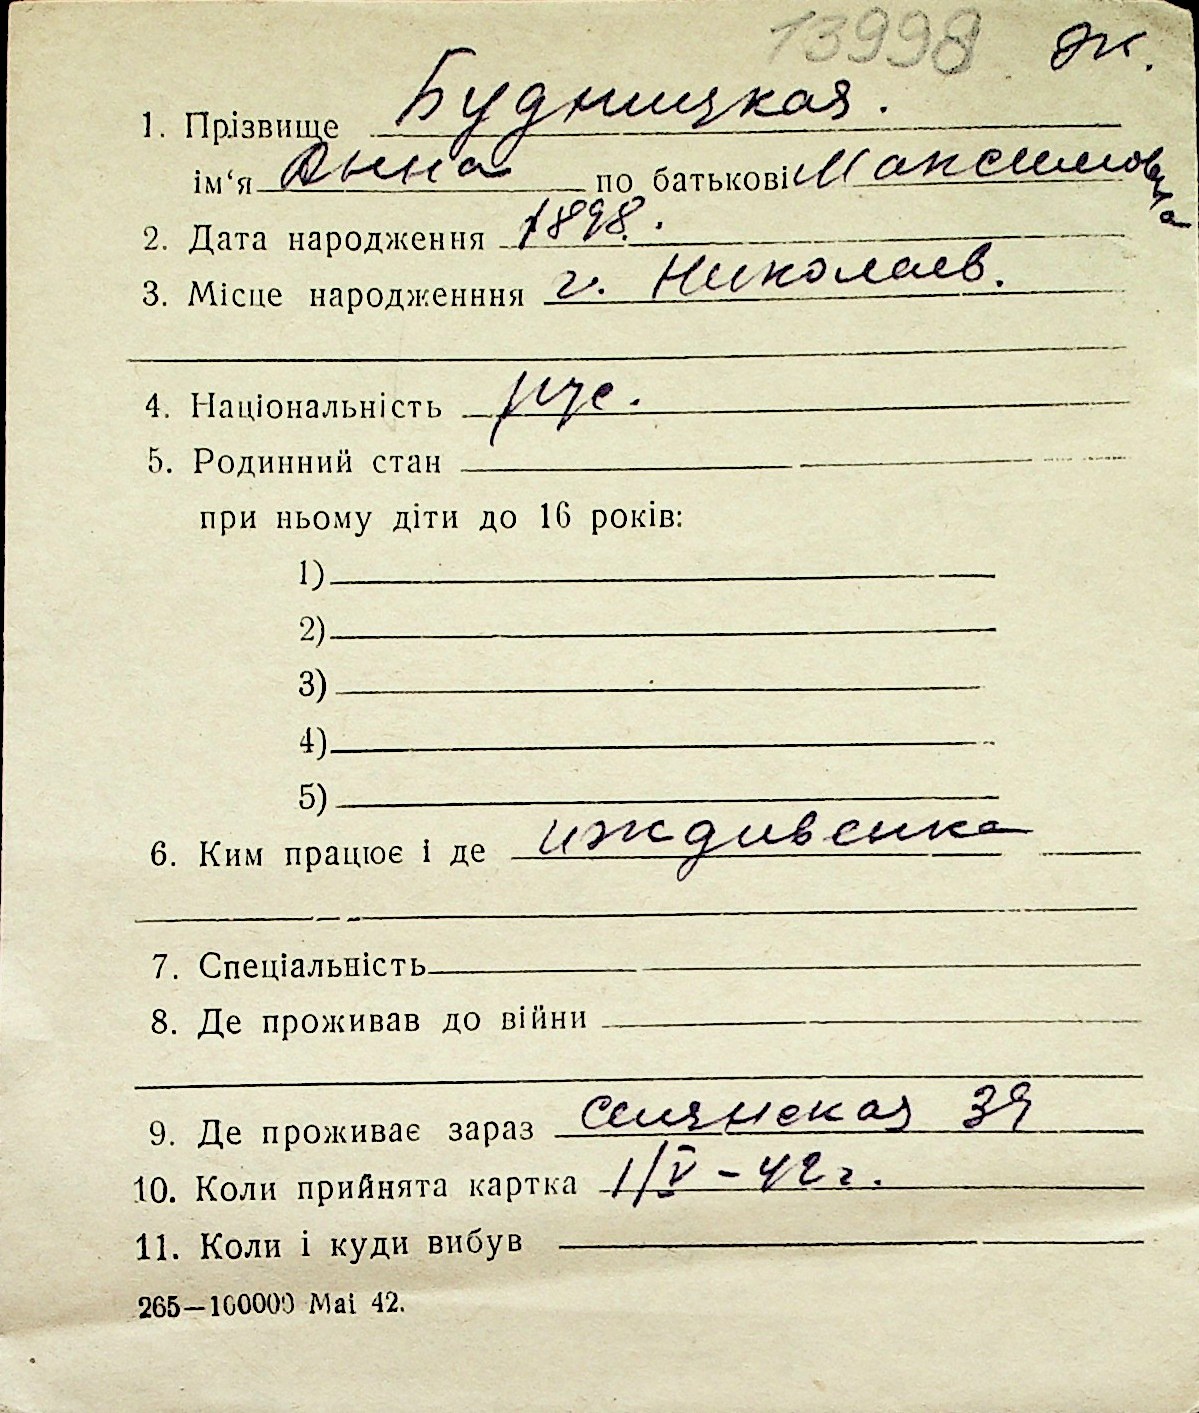 13998 ж.
1. Прізвище Будницкая.
ім‘я Анна по батькові Максимовна
2. Дата народження 1898.
3. Місце народженння г. Николаев.
4. Національність рус.
5. Родинний стан
при ньому діти до 16 років:
1)
2)
3)
4)
5)
6. Ким працює і де иждивенка
7. Спеціальність
8. Де проживав до війни
9. Де проживає зараз 39
10. Коли прийнята картка 1/V – 42 г.
11. Коли і куди вибув
265—100000 Mai 42.